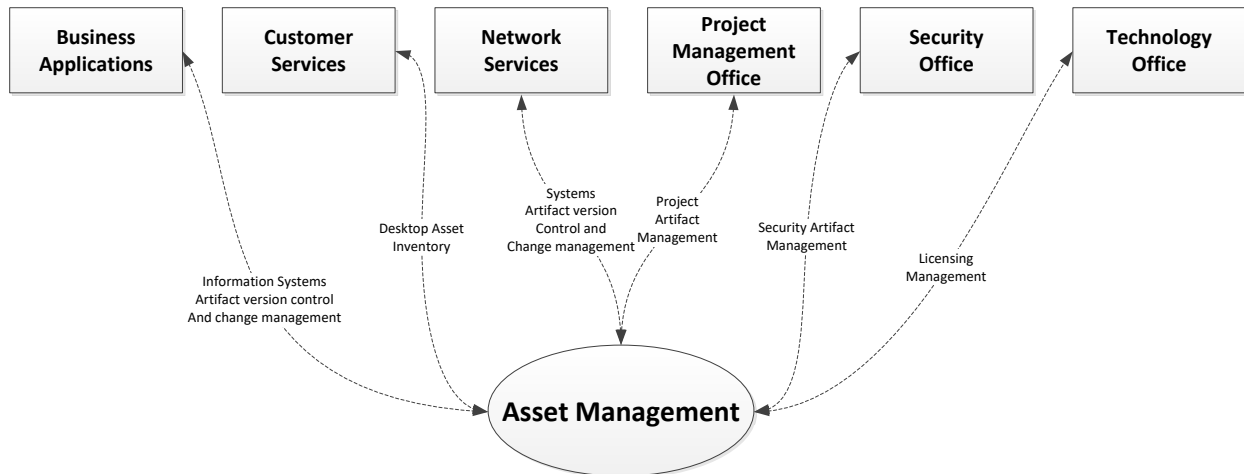 Business
Applications
Customer
Services
Network
Services
Project
Management
Office
Security
Office
Technology
Office
Systems
Artifact version
Control and
Change management
Project
Artifact
Management
Desktop Asset
Inventory
Security Artifact
Management
Licensing
Management
Information Systems
Artifact version control
And change management
Asset Management